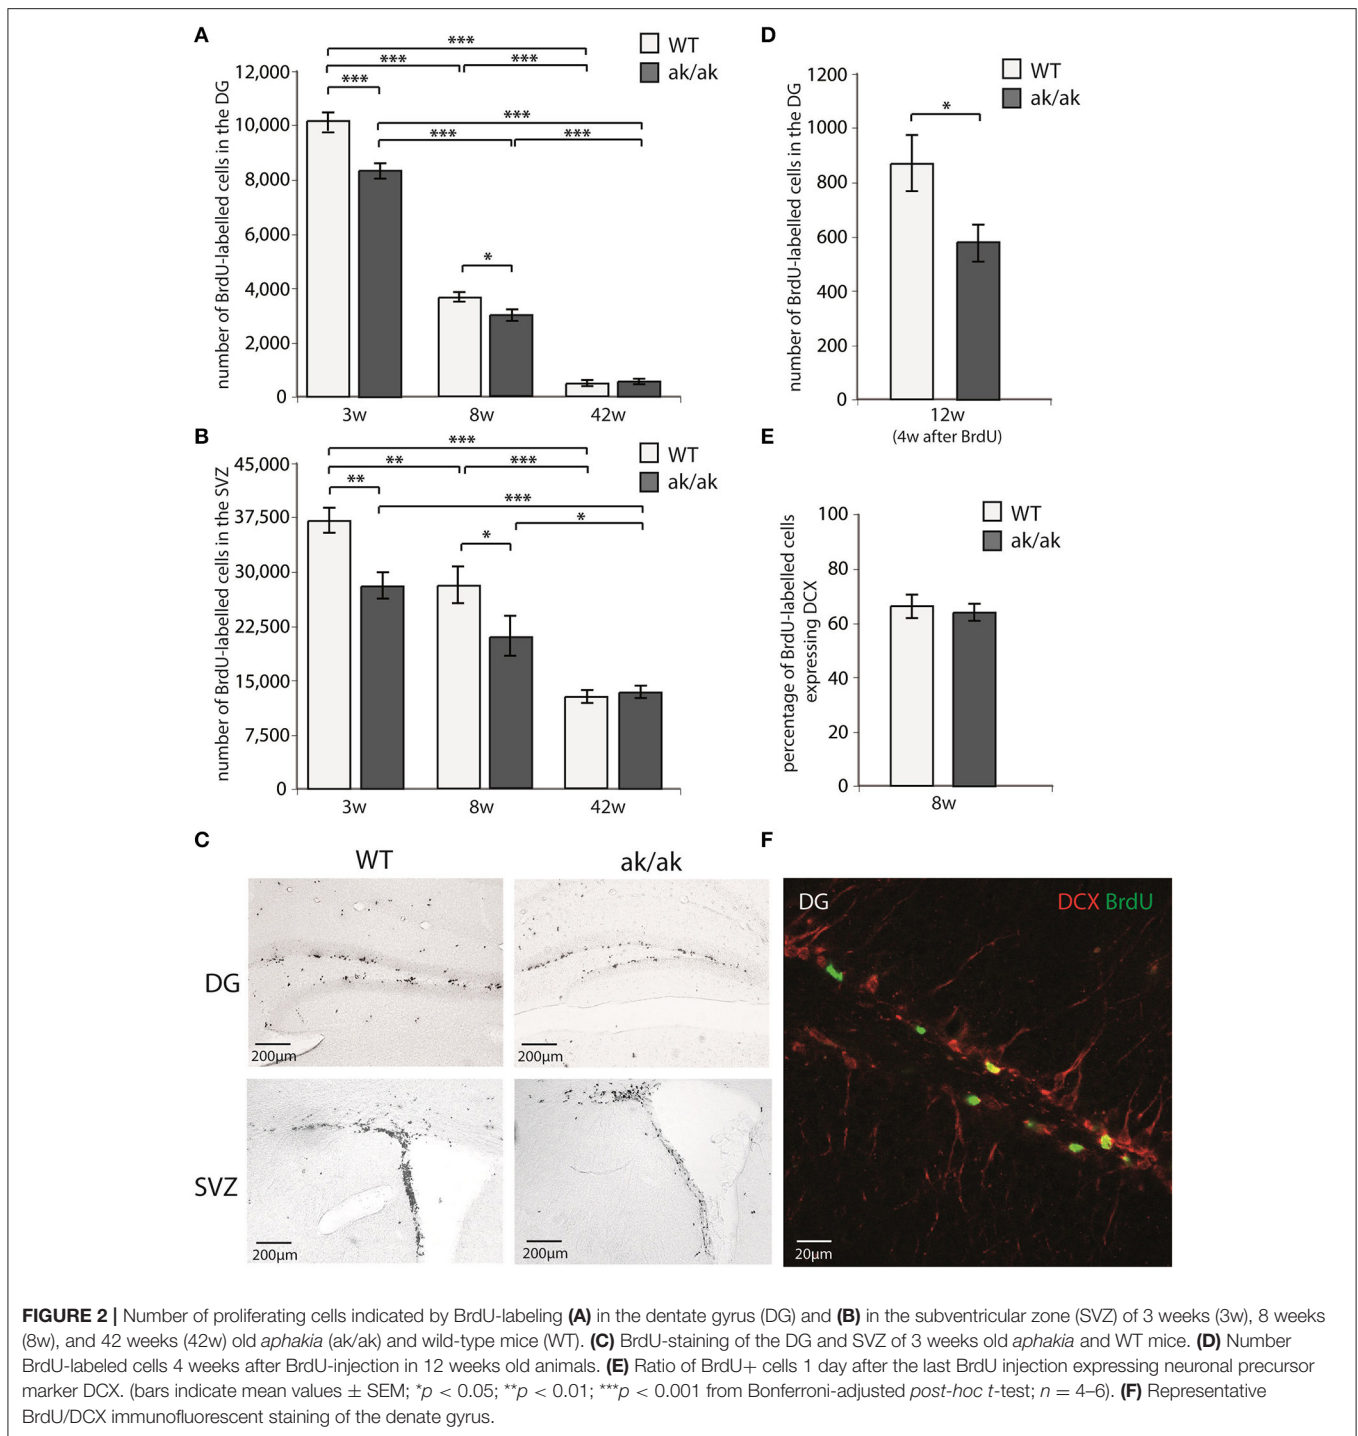 A
WT
ak/ak
***
***
***
***
***
***
***
*
number of BrdU-labelled cells in the DG
12,000
10,000
8,000
6,000
4,000
2,000
0
3w
8w
42w
D
WT
ak/ak
*
number of BrdU-labelled cells in the DG
1200
1000
800
600
400
200
0
12w
(4w after BrdU)
B
WT
ak/ak
***
**
***
**
***
*
*
number of BrdU-labelled cells in the SVZ
45,000
37,500
30,000
22,500
15,000
7,500
0
3w
8w
42w
E
WT
ak/ak
percentage of BrdU-labelled cells
expressing DCX
100
80
60
40
20
0
8w
C
WT
ak/ak
DG
200µm
200µm
SVZ
200µm
200µm
F
DG
DCX BrdU
20µm
FIGURE 2 | Number of proliferating cells indicated by BrdU-labeling (A) in the dentate gyrus (DG) and (B) in the subventricular zone (SVZ) of 3 weeks (3w), 8 weeks
(8w), and 42 weeks (42w) old aphakia (ak/ak) and wild-type mice (WT). (C) BrdU-staining of the DG and SVZ of 3 weeks old aphakia and WT mice. (D) Number
BrdU-labeled cells 4 weeks after BrdU-injection in 12 weeks old animals. (E) Ratio of BrdU+ cells 1 day after the last BrdU injection expressing neuronal precursor
marker DCX. (bars indicate mean values ± SEM; *p < 0.05; **p < 0.01; ***p < 0.001 from Bonferroni-adjusted post-hoc t-test; n = 4–6). (F) Representative
BrdU/DCX immunofluorescent staining of the denate gyrus.